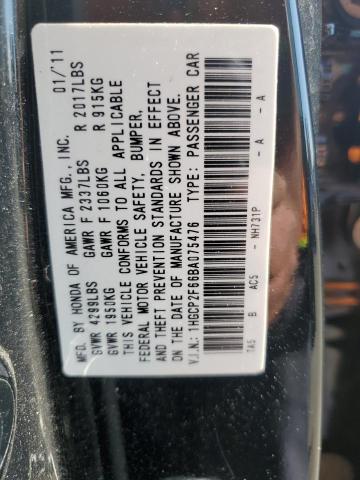 MFD. BY HONDA OF AMERICA MFG., INC. 01/11
GVWR 4299LBS GAWR F 2337LBS R 2017LBS
GVWR 1950KG GAWR F 1060KG R 915KG
THIS VEHICLE CONFORMS TO ALL APPLICABLE
FEDERAL MOTOR VEHICLE SAFETY, BUMPER,
AND THEFT PREVENTION STANDARDS IN EFFECT
ON THE DATE OF MANUFACTURE SHOWN ABOVE.
V.I.N.: 1HGCP2F66BA075476 TYPE: PASSENGER CAR
TA5 B AC5 - NH731P - A - A